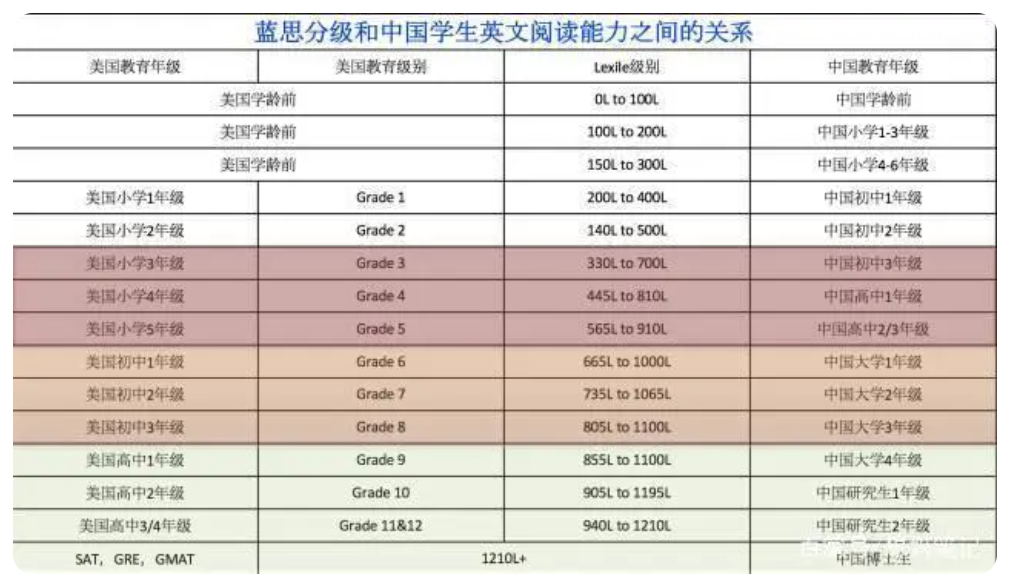 蓝思分级和中国学生英文阅读能力之间的关系
美国教育年级 美国教育级别 Lexile级别 中国教育年级
美国学龄前 0L to 100L 中国学龄前
美国学龄前 100L to 200L 中国小学1-3年级
美国学龄前 150L to 300L 中国小学4-6年级
美国小学1年级 Grade 1 200L to 400L 中国初中1年级
美国小学2年级 Grade 2 140L to 500L 中国初中2年级
美国小学3年级 Grade 3 330L to 700L 中国初中3年级
美国小学4年级 Grade 4 445L to 810L 中国高中1年级
美国小学5年级 Grade 5 565L to 910L 中国高中2/3年级
美国初中1年级 Grade 6 665L to 1000L 中国大学1年级
美国初中2年级 Grade 7 735L to 1065L 中国大学2年级
美国初中3年级 Grade 8 805L to 1100L 中国大学3年级
美国高中1年级 Grade 9 855L to 1100L 中国大学4年级
美国高中2年级 Grade 10 905L to 1195L 中国研究生1年级
美国高中3/4年级 Grade 11&12 940L to 1210L 中国研究生2年级
SAT，GRE，GMAT 1210L+ 中国博士生